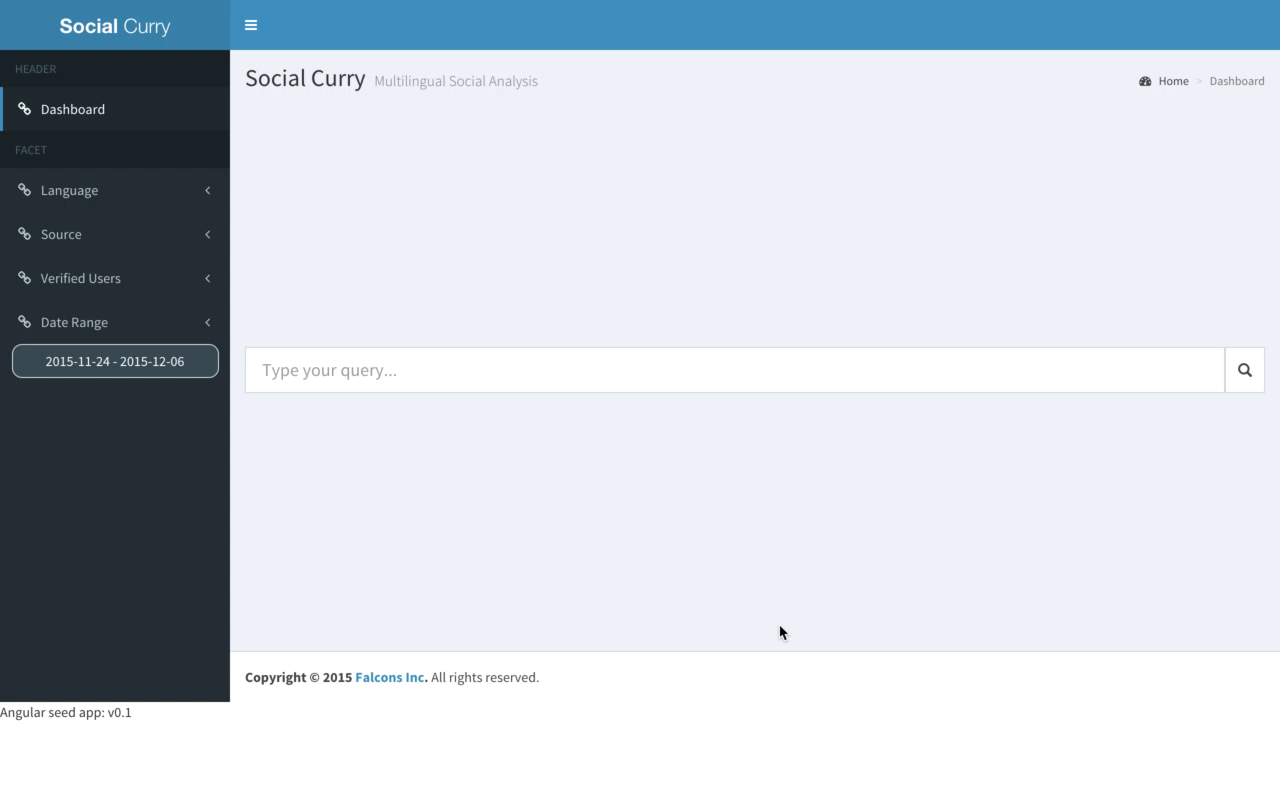 Social Curry
HEADER
Dashboard
FACET
Language
Source
Verified Users
Date Range
2015-11-24 - 2015-12-06
Social Curry Multilingual Social Analysis
Home > Dashboard
Type your query...
Copyright © 2015 Falcons Inc. All rights reserved.
Angular seed app: v0.1